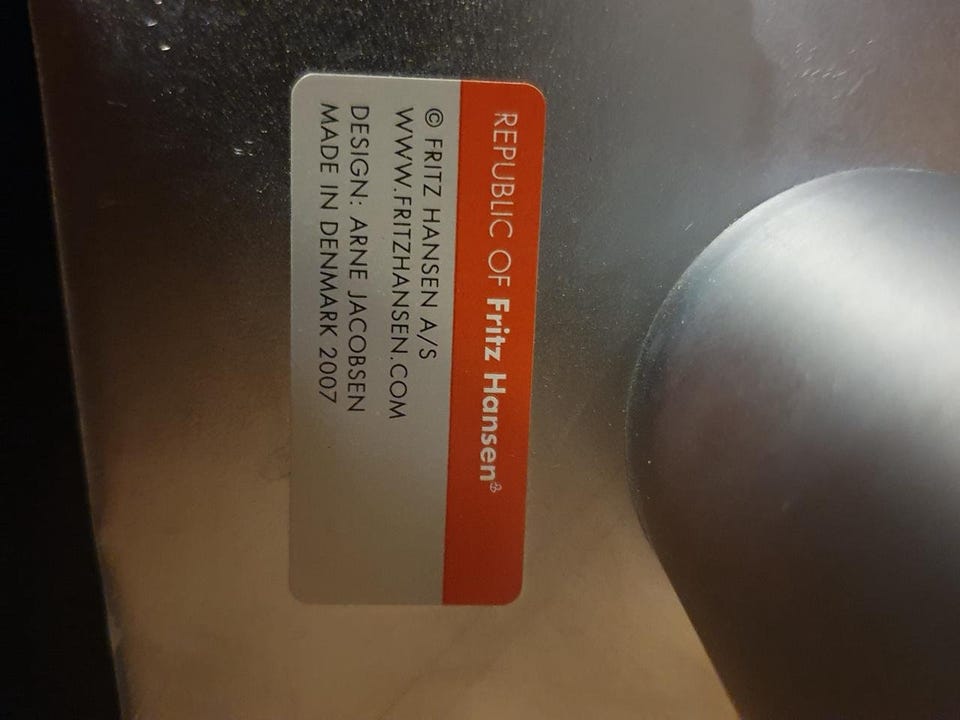 REPUBLIC OF Fritz Hansen®
© FRITZ HANSEN A/S
WWW.FRITZHANSEN.COM
DESIGN: ARNE JACOBSEN
MADE IN DENMARK 2007